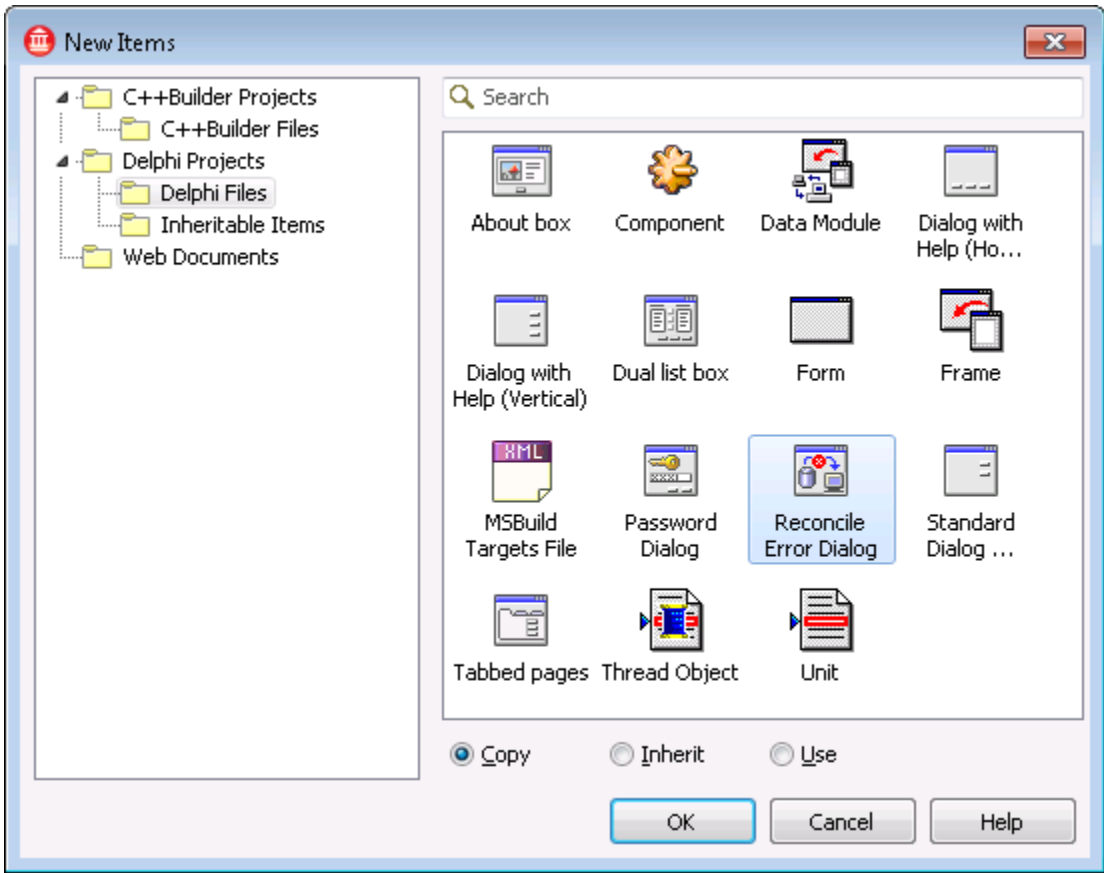 New Items
C++Builder Projects
C++Builder Files
Delphi Projects
Delphi Files
Inheritable Items
Web Documents
Search
About box
Component
Data Module
Dialog with
Help (Ho...
Dialog with
Help (Vertical)
Dual list box
Form
Frame
XML
MSBuild
Targets File
Password
Dialog
Reconcile
Error Dialog
Standard
Dialog ...
Tabbed pages
Thread Object
Unit
Copy
Inherit
Use
OK
Cancel
Help